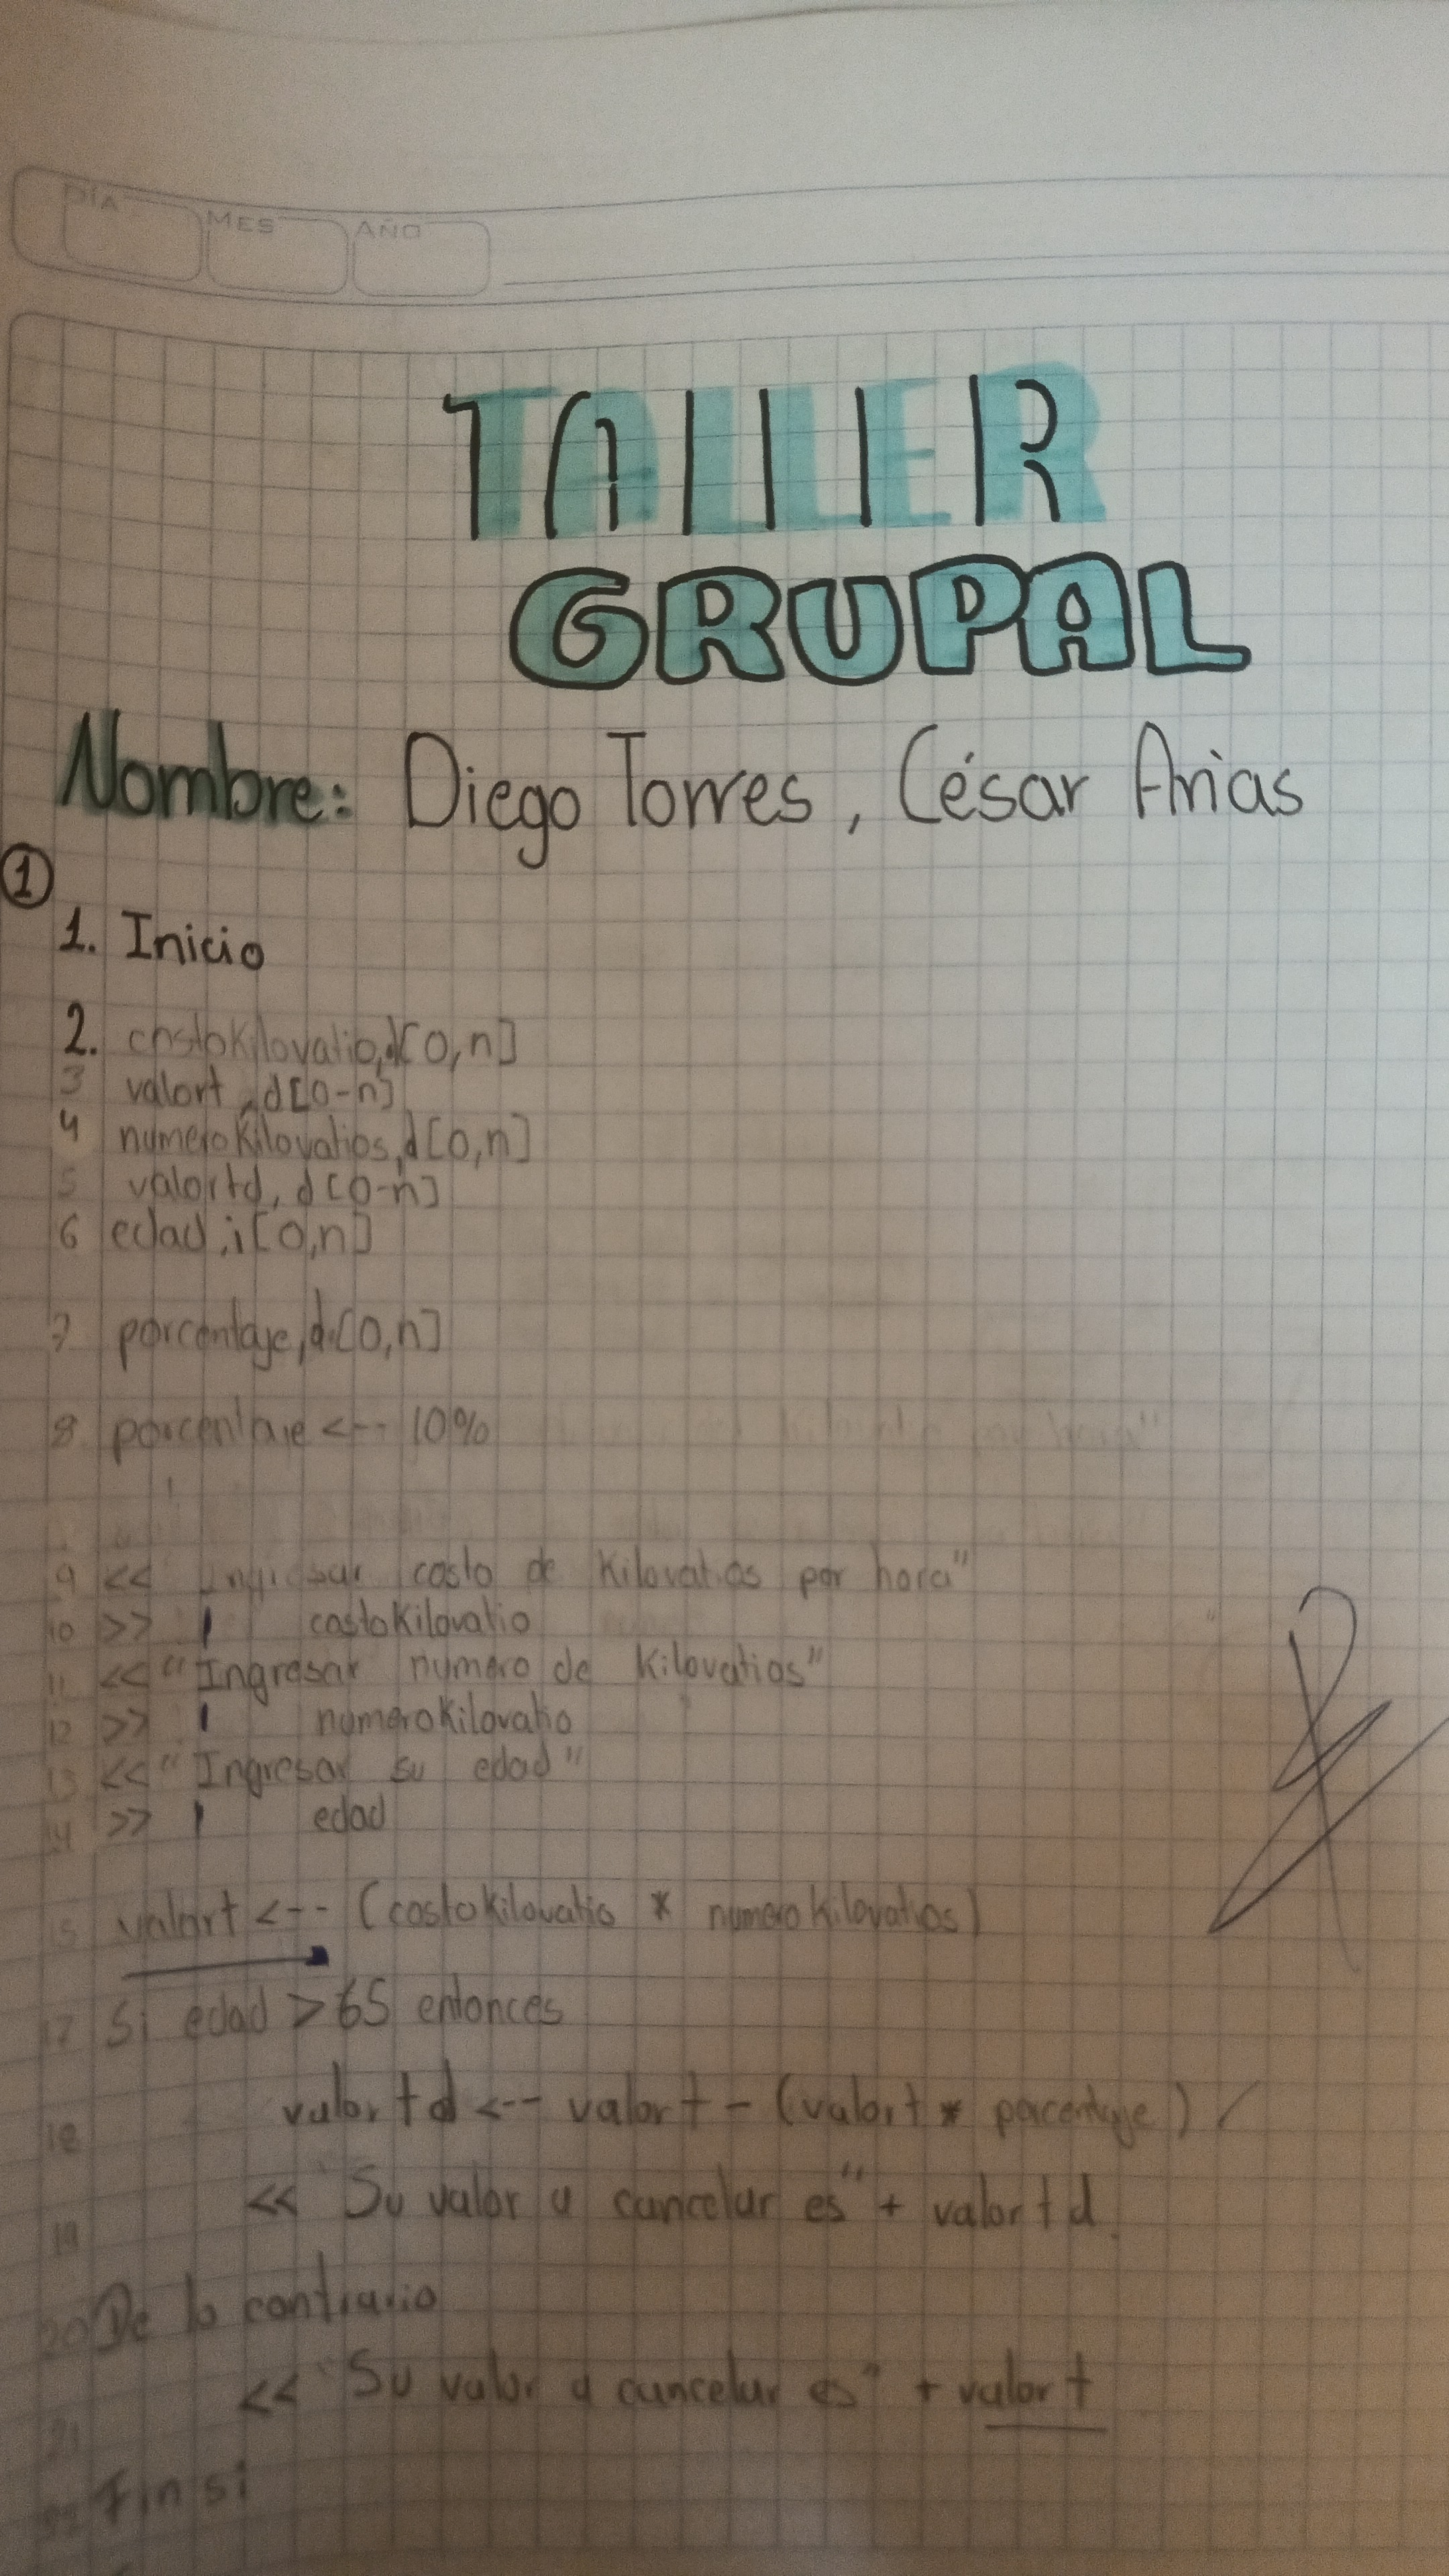 DÍA MES AÑO
TALLER
GRUPAL
Nombre: Diego Torres, César Arias
①
1. Inicio
2. costoKilovatio,d[0,n]
3 valort, d[0-n]
4 numeroKilovatios,d[0,n]
5 valortd, d[0-n]
6 edad,i[0,n]
7 porcentaje,d[0,n]
8 porcentaje <-- 10%
9 << "Ingresar costo de Kilovatios por hora"
10 >> costoKilovatio
11 << "Ingresar numero de Kilovatios"
12 >> numeroKilovatio
13 << "Ingresar su edad"
14 >> edad
15 valort <-- (costoKilovatio * numeroKilovatios)
17 Si edad > 65 entonces
18 valortd <-- valort - (valort * porcentaje)
19 << "Su valor a cancelar es" + valortd
20 De lo contrario
21 << "Su valor a cancelar es" + valort
22 Fin si